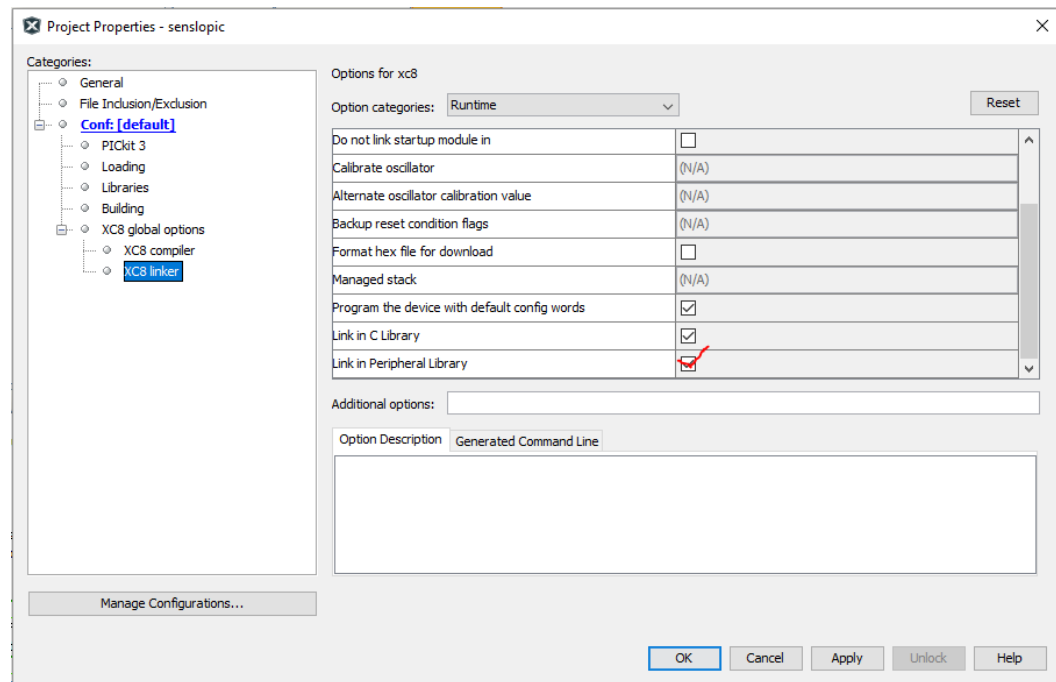 Project Properties - senslopic
Categories:
General
File Inclusion/Exclusion
Conf: [default]
PICkit 3
Loading
Libraries
Building
XC8 global options
XC8 compiler
XC8 linker
Manage Configurations...
Options for xc8
Option categories: Runtime Reset
Do not link startup module in
Calibrate oscillator (N/A)
Alternate oscillator calibration value (N/A)
Backup reset condition flags (N/A)
Format hex file for download
Managed stack (N/A)
Program the device with default config words
Link in C Library
Link in Peripheral Library
Additional options:
Option Description Generated Command Line
OK Cancel Apply Unlock Help